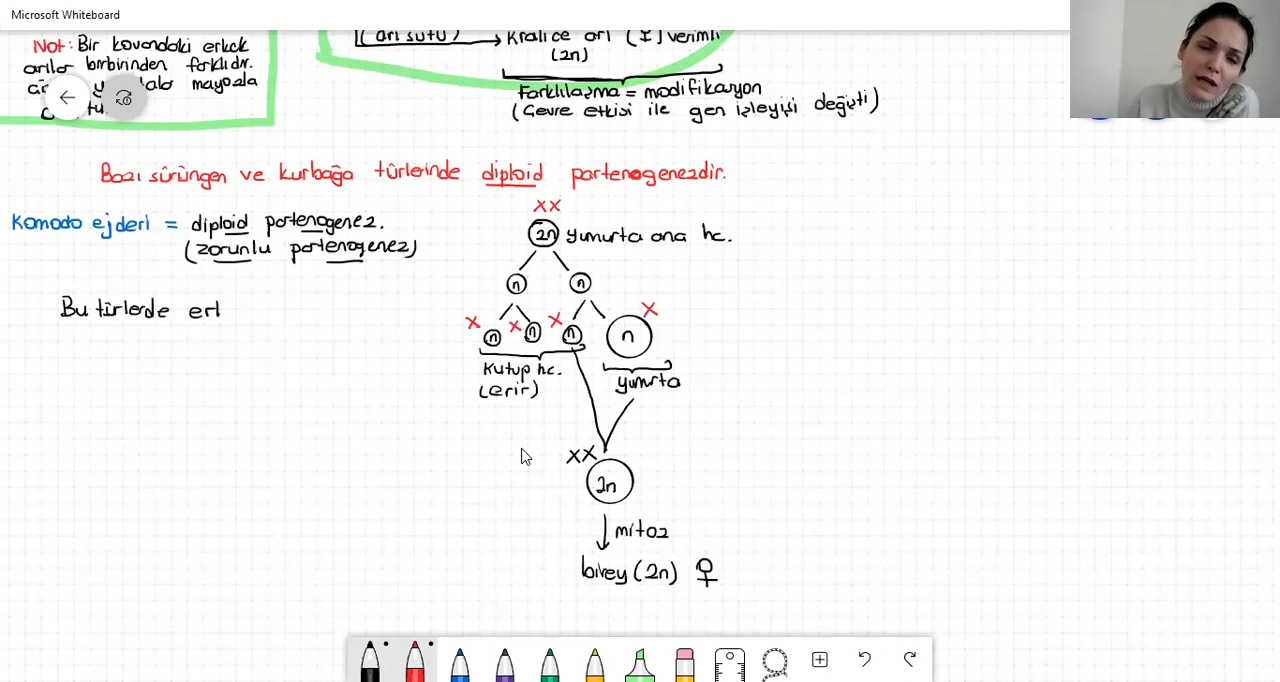 Microsoft Whiteboard
Not: Bir kovandaki erkek
arılar birbirinden farklıdır.
mayozla
(arı sütü) → Kraliçe arı (♀) verimli
(2n)
Farklılaşma = modifikasyon
(Çevre etkisi ile gen işleyişi değişti)
Bazı sürüngen ve kurbağa türlerinde diploid partenogenezdir.
Komodo ejderi = diploid partenogenez.
(zorunlu partenogenez)
Bu türlerde erl
XX
2n yumurta ana hc.
n n
X X X X
n n n n
Kutup hc.
(erir)
yumurta
XX
2n
↓ mitoz
birey (2n) ♀